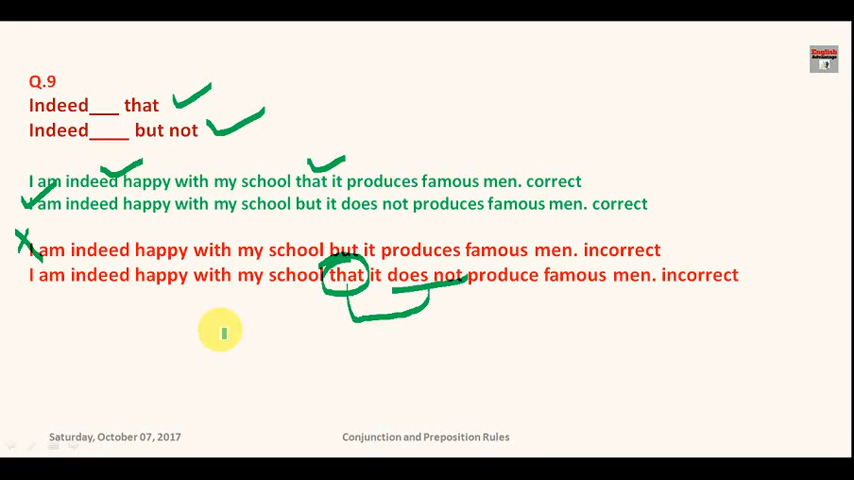 English
Advantage
Q.9
Indeed___ that
Indeed____ but not
I am indeed happy with my school that it produces famous men. correct
I am indeed happy with my school but it does not produces famous men. correct
I am indeed happy with my school but it produces famous men. incorrect
I am indeed happy with my school that it does not produce famous men. incorrect
Saturday, October 07, 2017
Conjunction and Preposition Rules